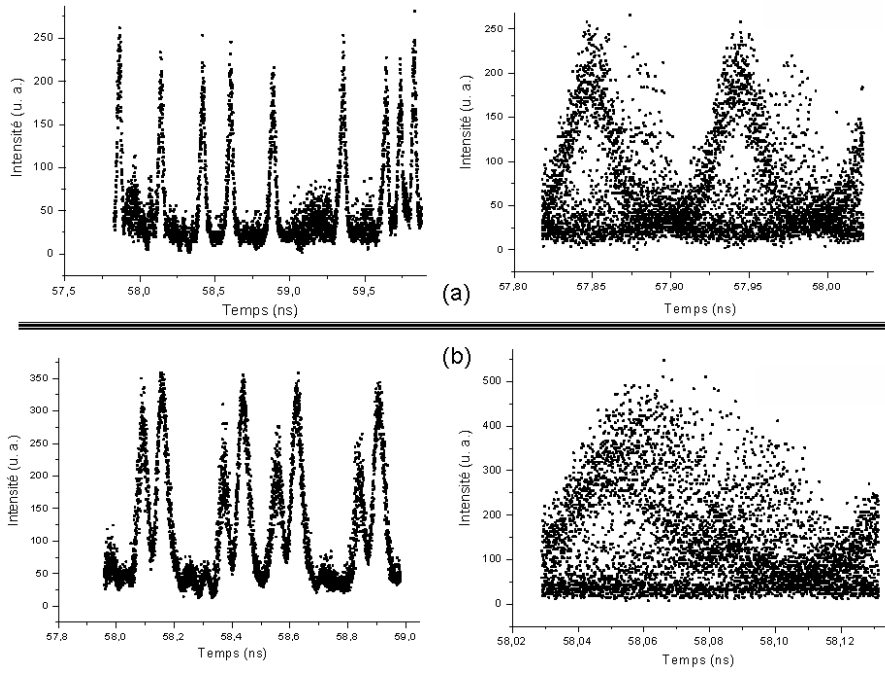 250
200
150
100
50
0
Intensité (u. a.)
57,5 58,0 58,5 59,0 59,5
Temps (ns)
250
200
150
100
50
0
Intensité (u. a.)
57,80 57,85 57,90 57,95 58,00
Temps (ns)
(a)
(b)
350
300
250
200
150
100
50
0
Intensité (u. a.)
57,8 58,0 58,2 58,4 58,6 58,8 59,0
Temps (ns)
500
400
300
200
100
0
Intensité (u. a.)
58,02 58,04 58,06 58,08 58,10 58,12
Temps (ns)